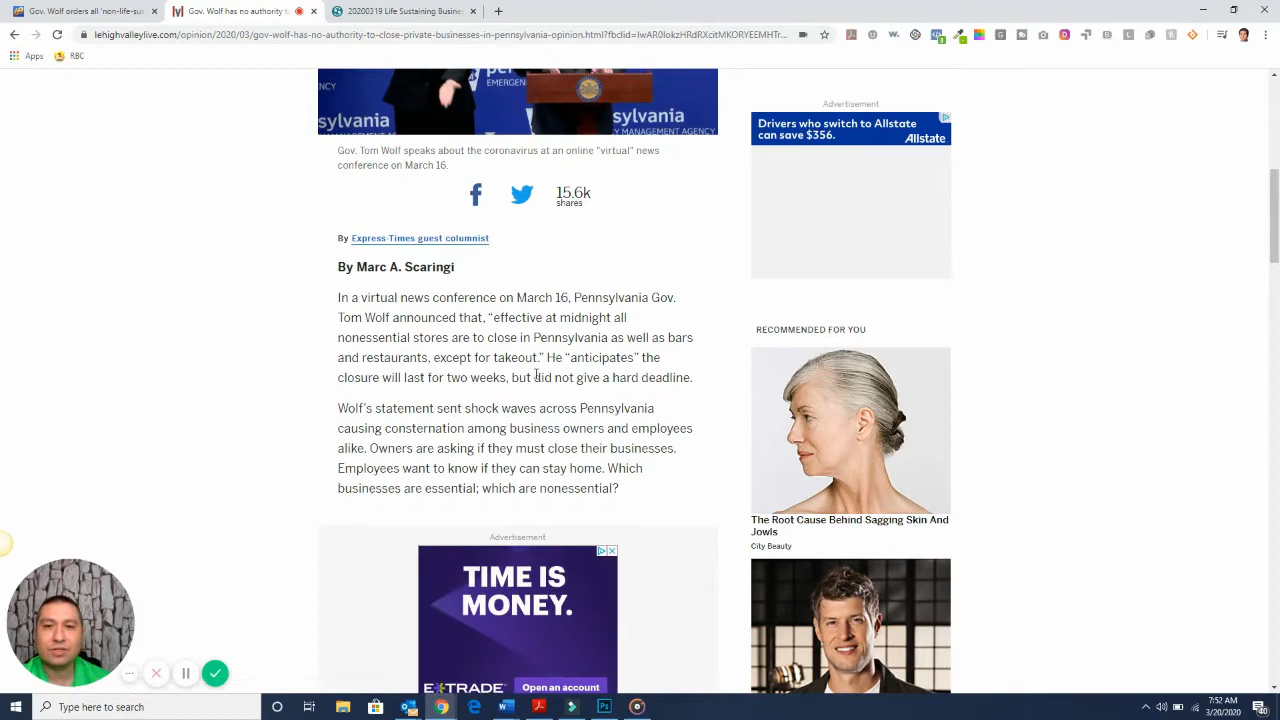 Gov. Wolf orders all 'non-life-su
Gov. Wolf has no authority to
20200319 Life Sustaining Busine
lehighvalleylive.com/opinion/2020/03/gov-wolf-has-no-authority-to-close-private-businesses-in-pennsylvania-opinion.html?fbclid=IwAR0lokzHRdRXcitMKOYEEMHTr...
Apps
RBC
NCY
EMERGEN
sylvania
sylvania
Y MANAGEMENT AGENCY
Gov. Tom Wolf speaks about the coronavirus at an online "virtual" news
conference on March 16.
15.6k
shares
By Express-Times guest columnist
By Marc A. Scaringi
In a virtual news conference on March 16, Pennsylvania Gov.
Tom Wolf announced that, “effective at midnight all
nonessential stores are to close in Pennsylvania as well as bars
and restaurants, except for takeout.” He “anticipates” the
closure will last for two weeks, but did not give a hard deadline.
Wolf’s statement sent shock waves across Pennsylvania
causing consternation among business owners and employees
alike. Owners are asking if they must close their businesses.
Employees want to know if they can stay home. Which
businesses are essential; which are nonessential?
Advertisement
TIME IS
MONEY.
E*TRADE
Open an account
Advertisement
Drivers who switch to Allstate
can save $356.
Allstate
RECOMMENDED FOR YOU
The Root Cause Behind Sagging Skin And
Jowls
City Beauty
Type here to search
7:52 AM
3/20/2020